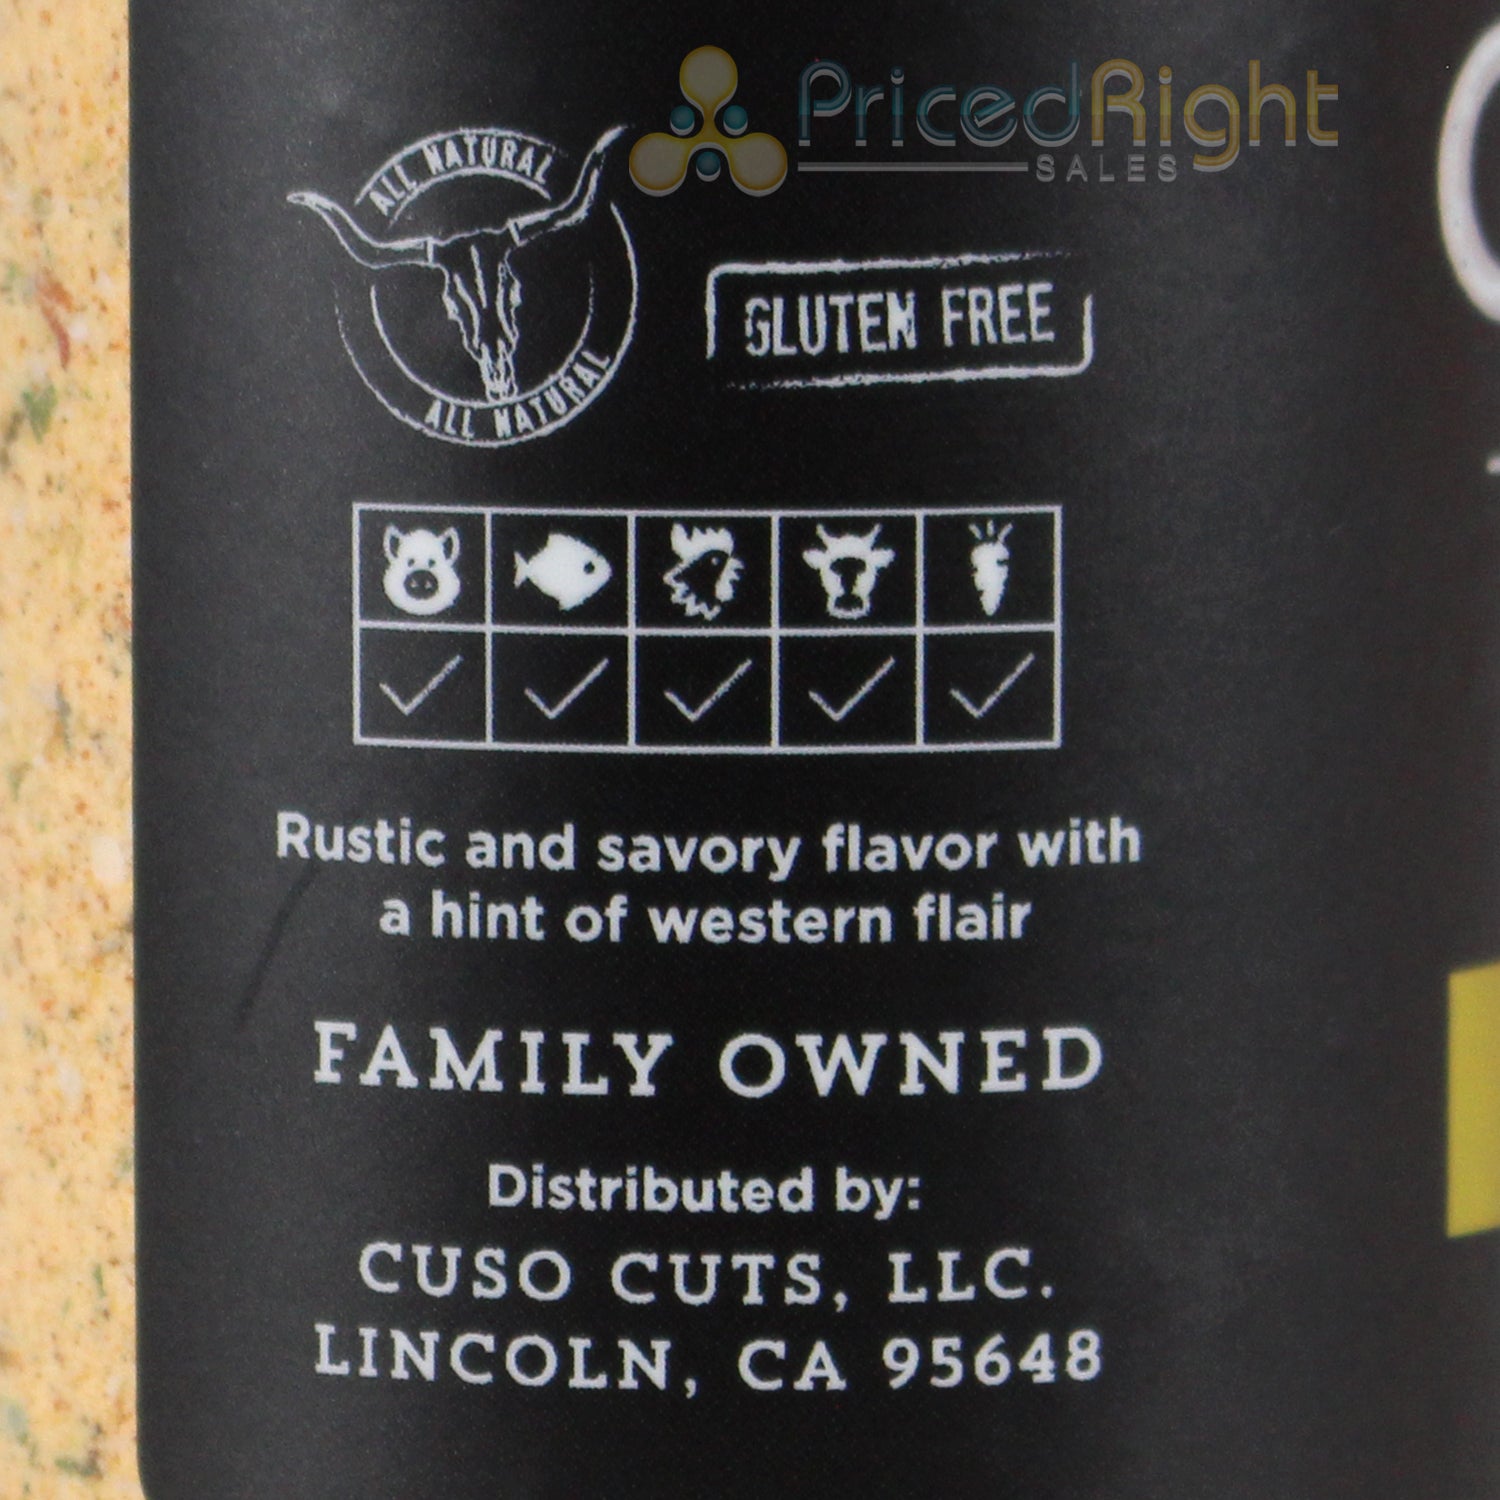 PricedRight
SALES
ALL NATURAL
ALL NATURAL
GLUTEN FREE
Rustic and savory flavor with
a hint of western flair
FAMILY OWNED
Distributed by:
CUSO CUTS, LLC.
LINCOLN, CA 95648